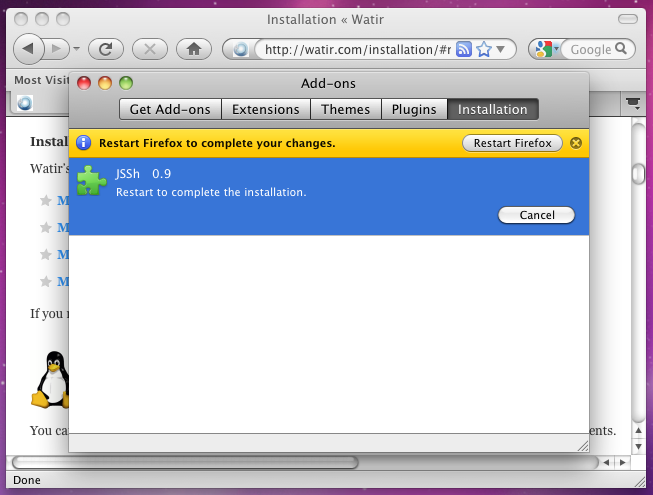 Installation « Watir
http://watir.com/installation/#r
Google
Most Visit
Add-ons
Get Add-ons Extensions Themes Plugins Installation
Restart Firefox to complete your changes. Restart Firefox
JSSh 0.9
Restart to complete the installation.
Cancel
Instal
Watir's
M
M
M
M
If you
You ca
ents.
Done